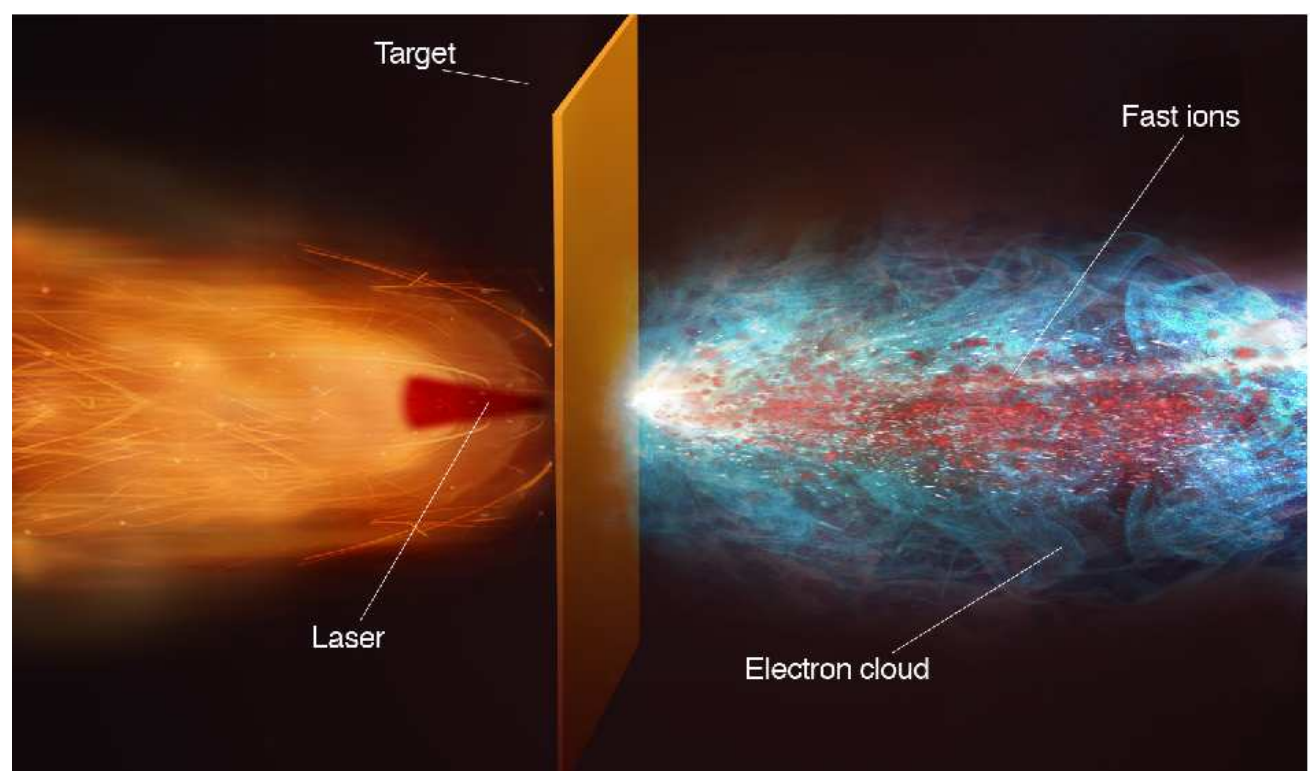 Target
Fast ions
Laser
Electron cloud